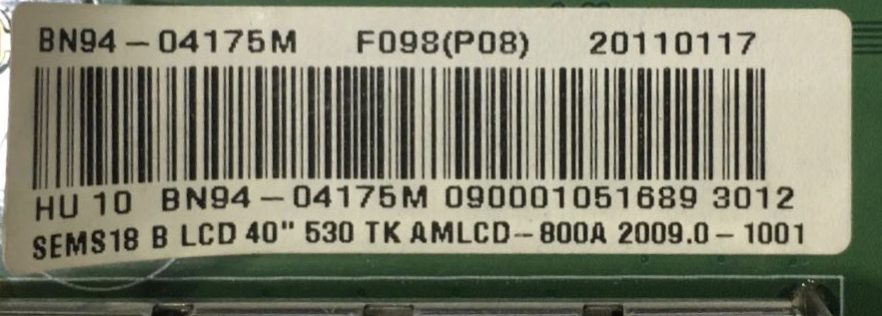 BN94-04175M F098(P08) 20110117
HU 10 BN94-04175M 090001051689 3012
SEMS18 B LCD 40" 530 TK AMLCD-800A 2009.0-1001